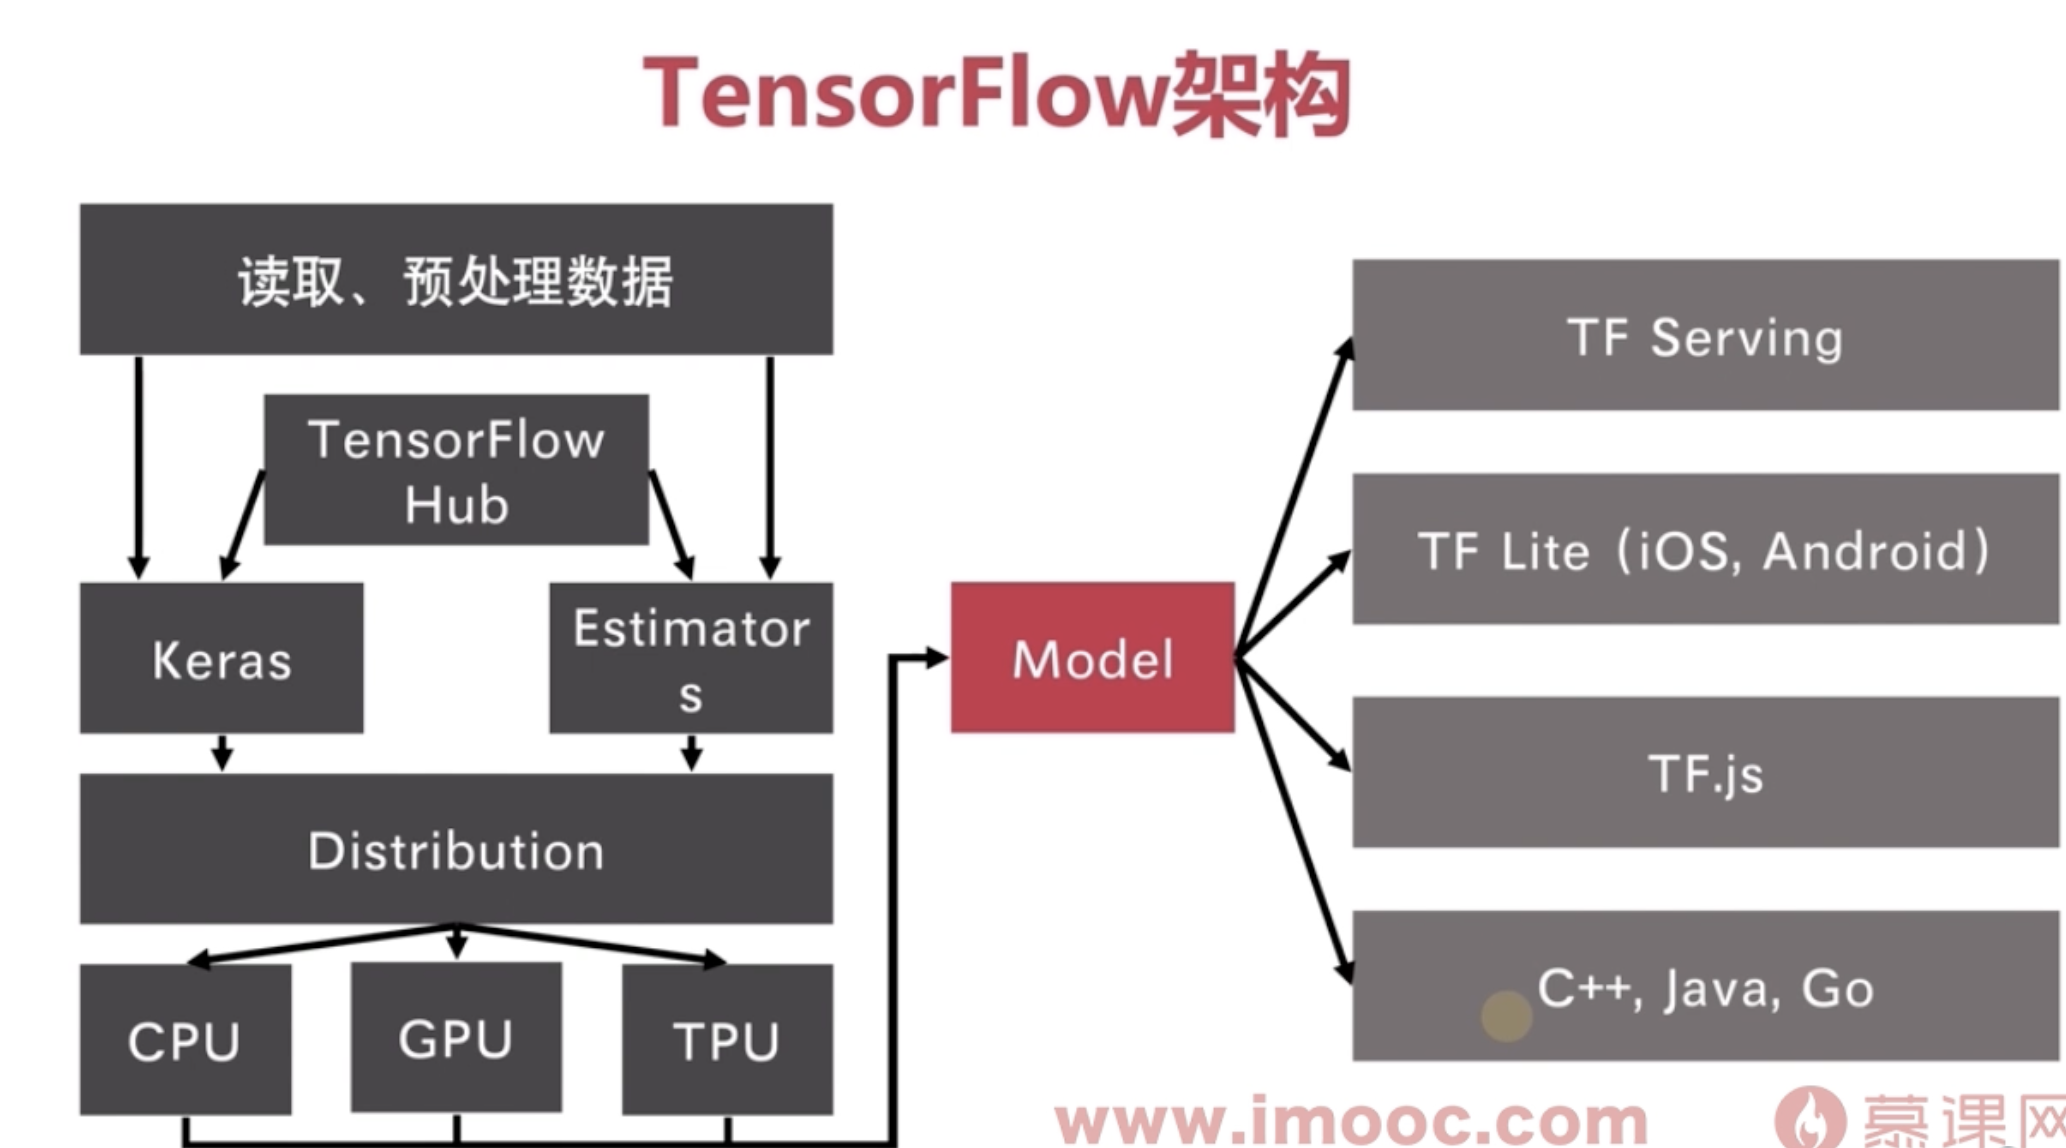 TensorFlow架构
读取、预处理数据
TensorFlow
Hub
Keras
Estimator
s
Distribution
CPU
GPU
TPU
Model
TF Serving
TF Lite (iOS, Android)
TF.js
C++, Java, Go
www.imooc.com
慕课网